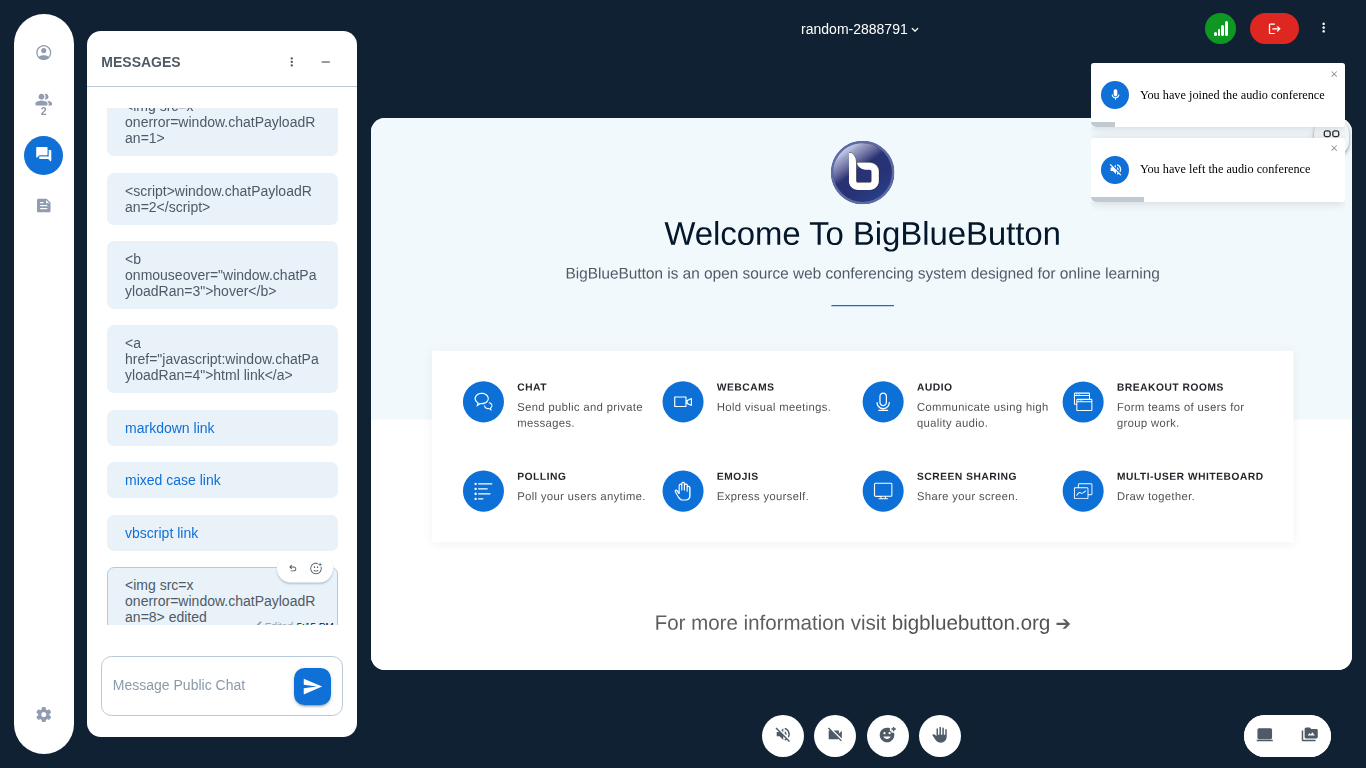 random-2888791
MESSAGES
2
<img src=x
onerror=window.chatPayloadR
an=1>
<script>window.chatPayloadR
an=2</script>
<b
onmouseover="window.chatPa
yloadRan=3">hover</b>
<a
href="javascript:window.chatPa
yloadRan=4">html link</a>
markdown link
mixed case link
vbscript link
<img src=x
onerror=window.chatPayloadR
an=8> edited
Edited 5:15 PM
Message Public Chat
You have joined the audio conference
You have left the audio conference
Welcome To BigBlueButton
BigBlueButton is an open source web conferencing system designed for online learning
CHAT
Send public and private
messages.
WEBCAMS
Hold visual meetings.
AUDIO
Communicate using high
quality audio.
BREAKOUT ROOMS
Form teams of users for
group work.
POLLING
Poll your users anytime.
EMOJIS
Express yourself.
SCREEN SHARING
Share your screen.
MULTI-USER WHITEBOARD
Draw together.
For more information visit bigbluebutton.org ➔